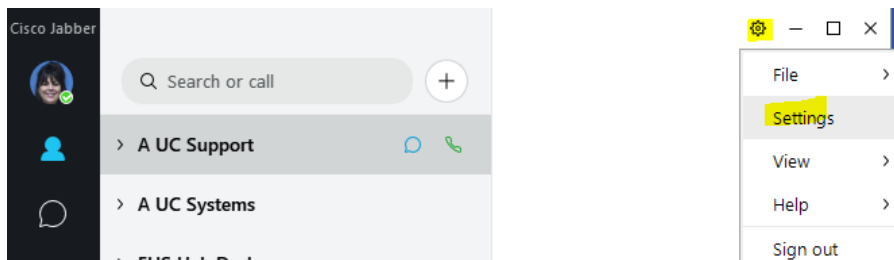 Cisco Jabber
Search or call
A UC Support
A UC Systems
File
Settings
View
Help
Sign out